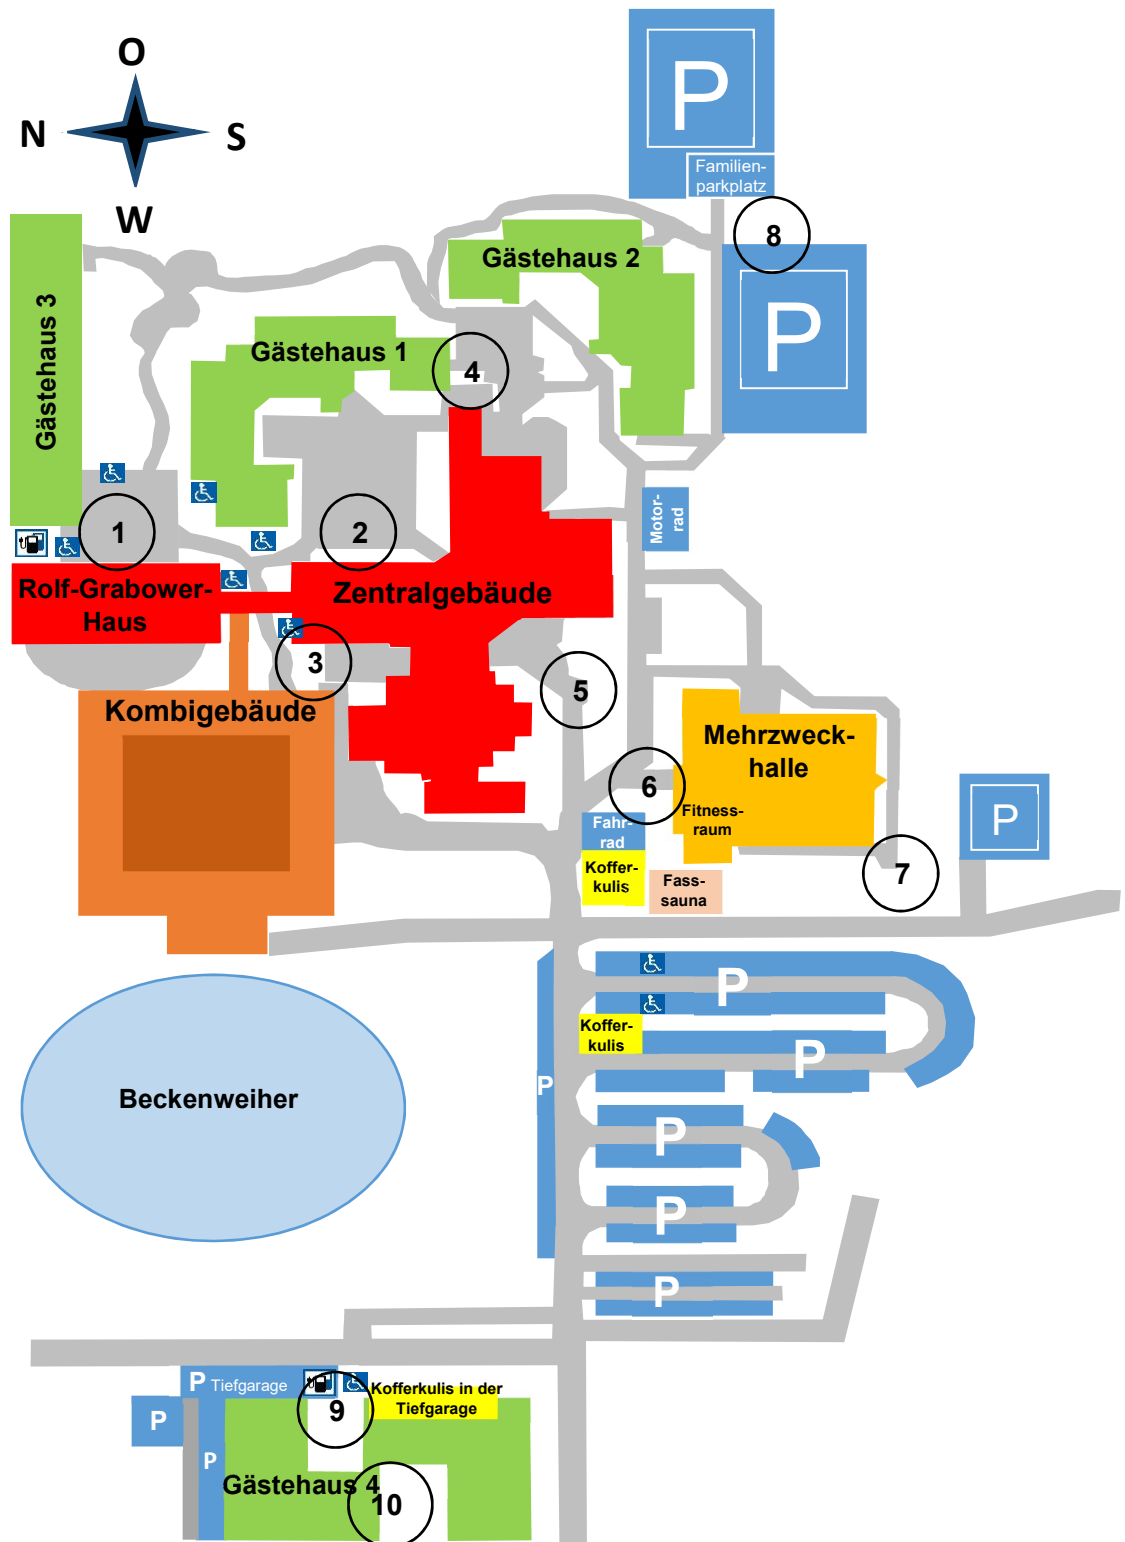 O
N
S
W
P
Familien-
parkplatz
8
P
Gästehaus 2
Gästehaus 3
Gästehaus 1
4
1
2
Motor-
rad
Rolf-Grabower-
Haus
Zentralgebäude
3
5
Kombigebäude
Mehrzweck-
halle
6
Fitness-
raum
Fahr-
rad
Koffer-
kulis
Fass-
sauna
7
P
P
Koffer-
kulis
P
P
Beckenweiher
P
P
P
P Tiefgarage
Kofferkulis in der
Tiefgarage
9
P
P
Gästehaus 4
10